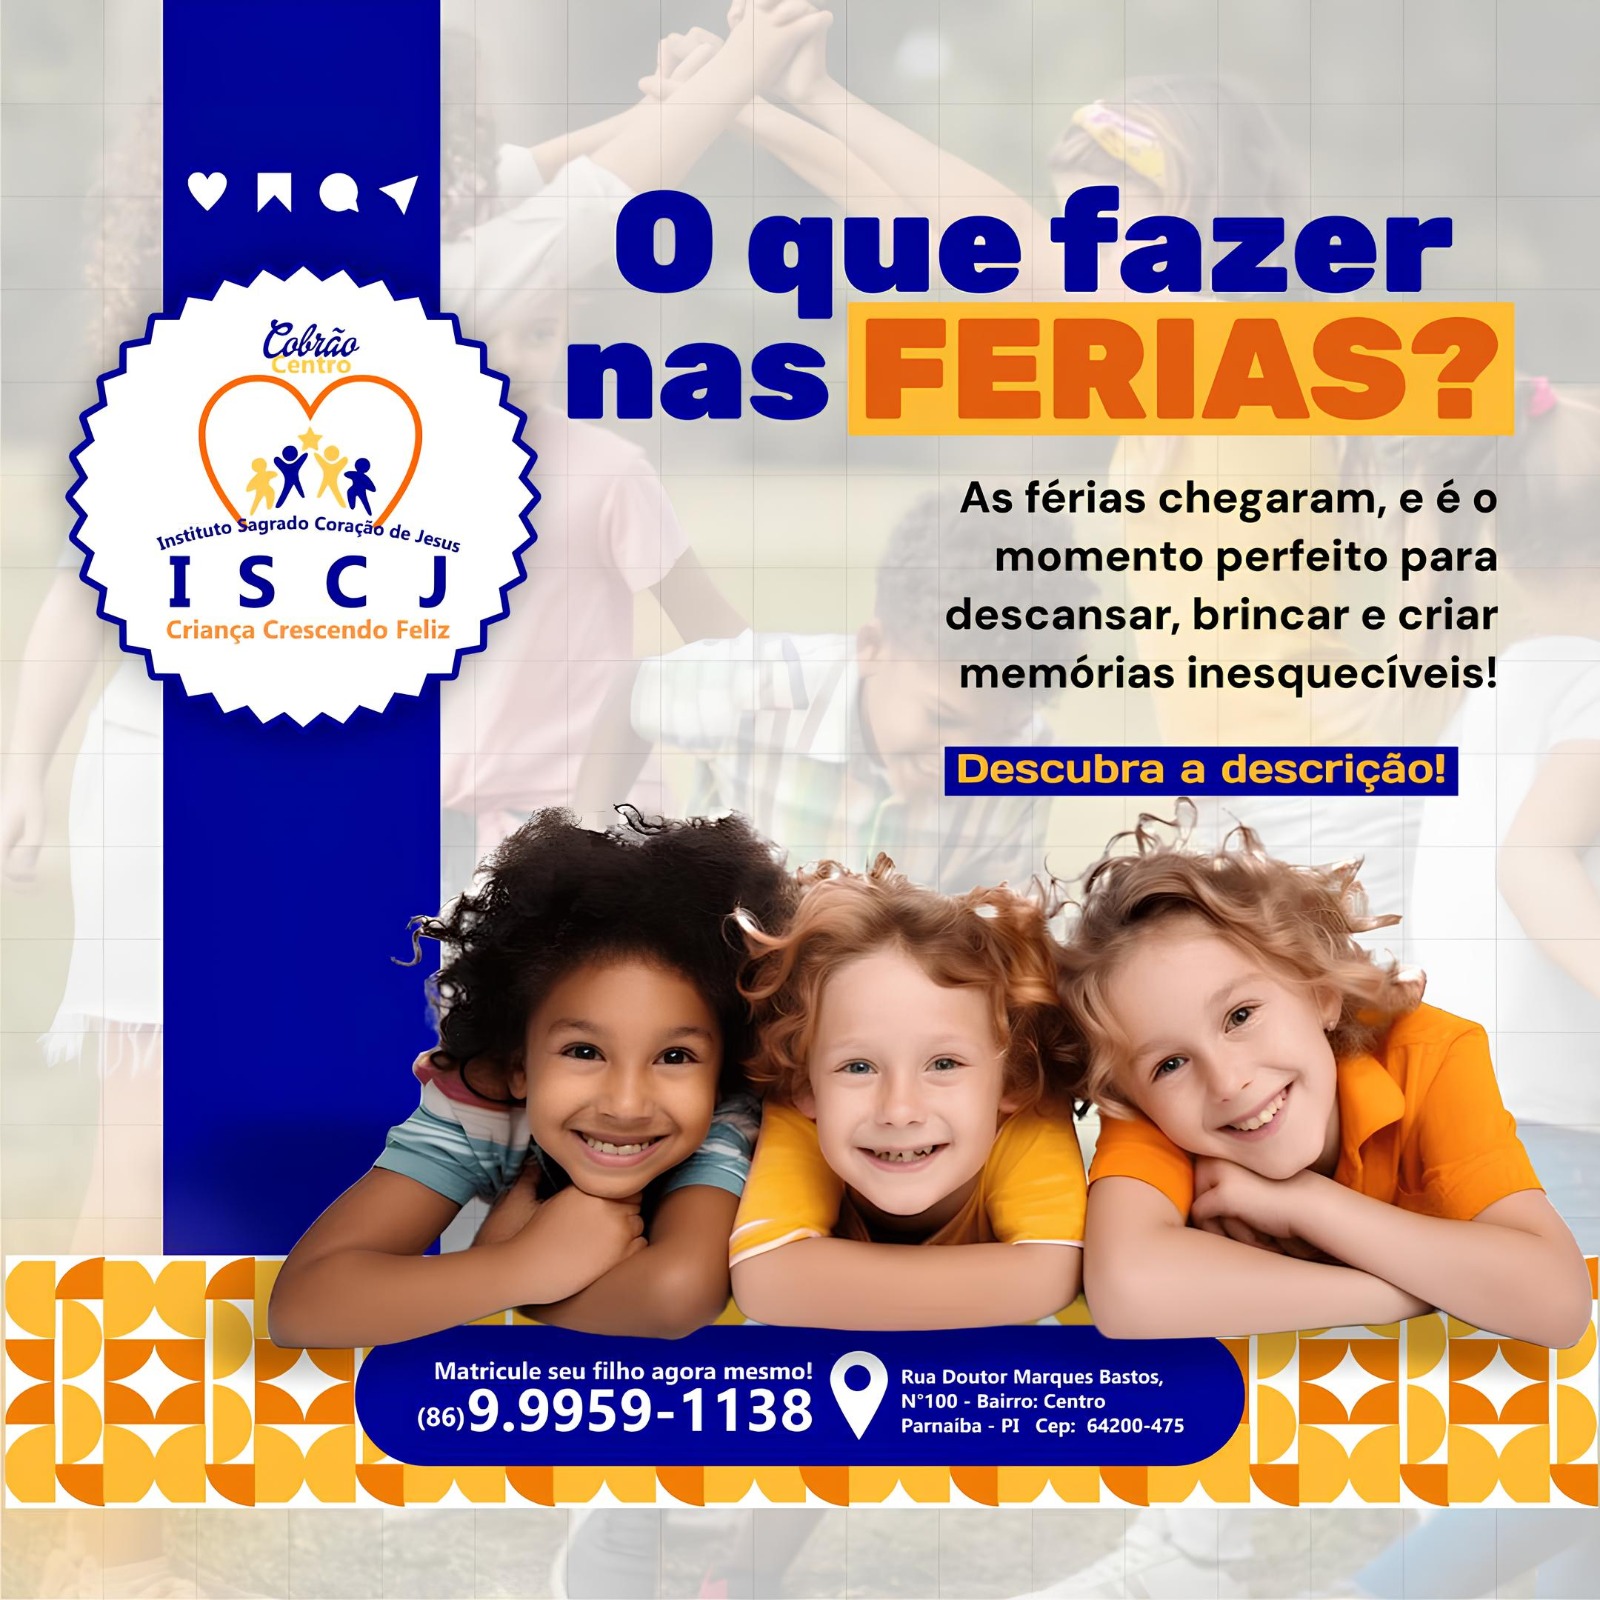 Cobrão
Centro
Instituto Sagrado Coração de Jesus
I S C J
Criança Crescendo Feliz
O que fazer
nas FERIAS?
As férias chegaram, e é o
momento perfeito para
descansar, brincar e criar
memórias inesquecíveis!
Descubra a descrição!
Matricule seu filho agora mesmo!
(86)9.9959-1138
Rua Doutor Marques Bastos,
N°100 - Bairro: Centro
Parnaíba - PI Cep: 64200-475